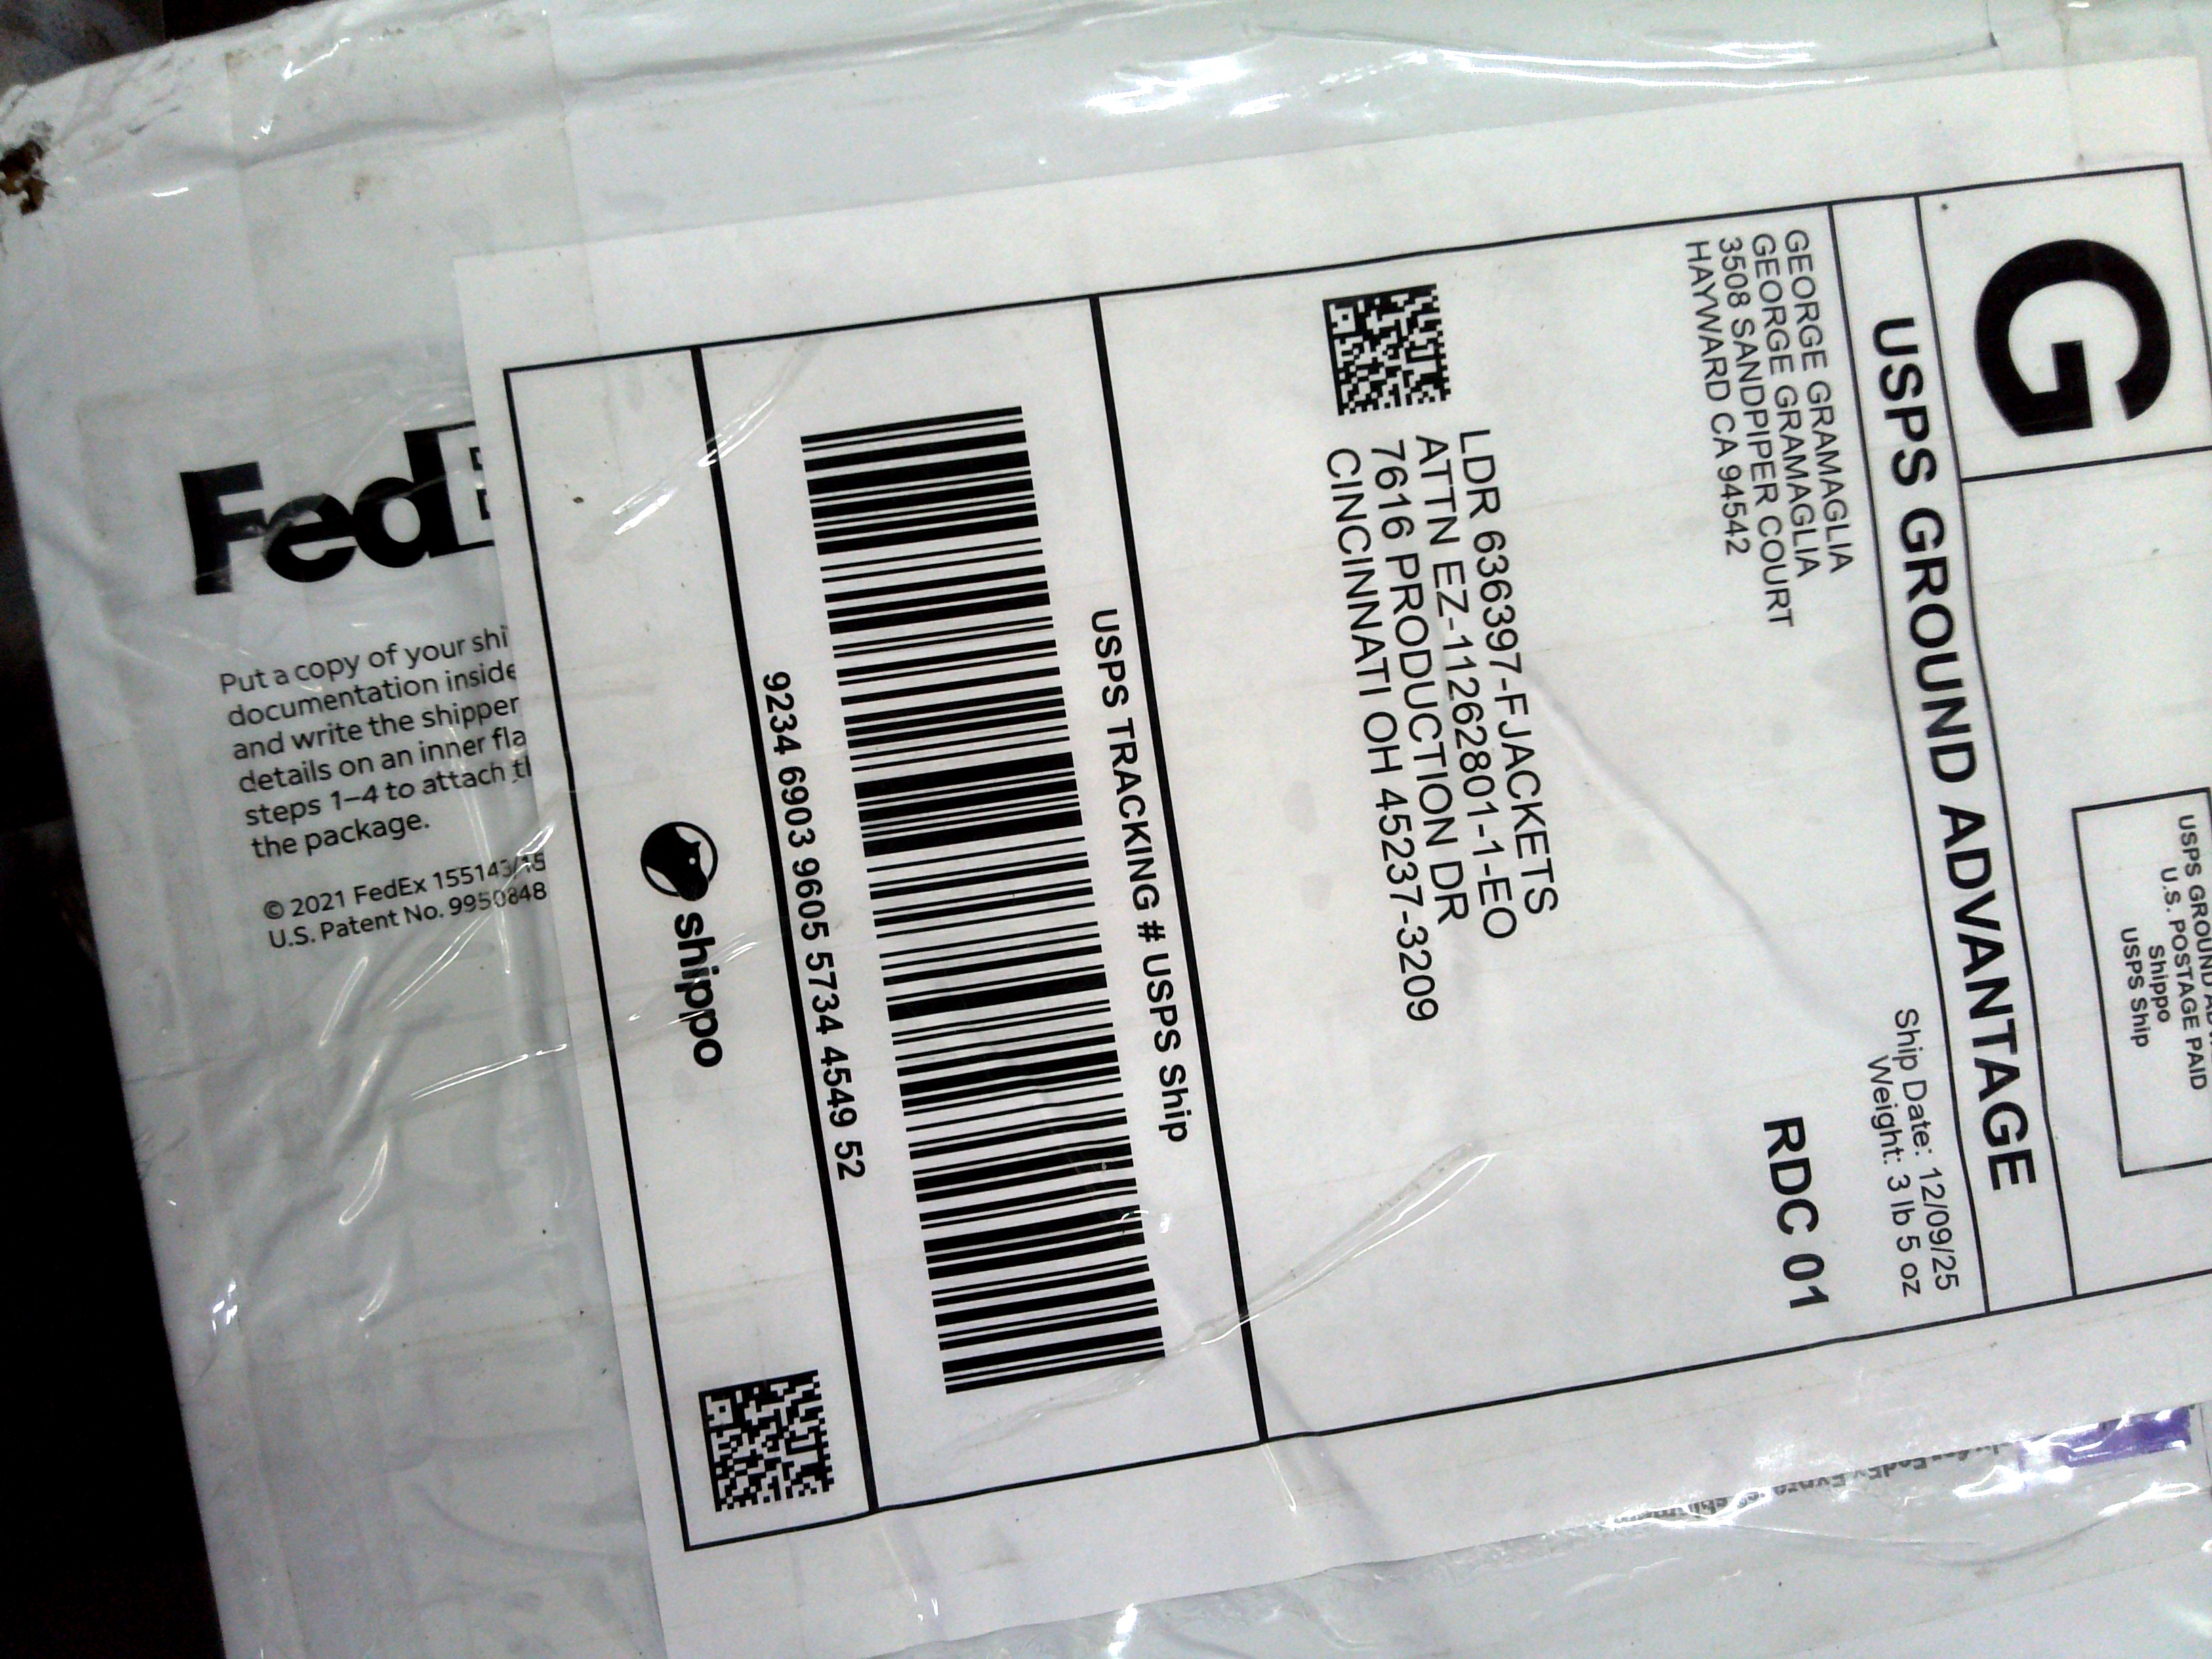 G
USPS GROUND A
U.S. POSTAGE PAID
Shippo
USPS Ship
USPS GROUND ADVANTAGE
GEORGE GRAMAGLIA
GEORGE GRAMAGLIA
3508 SANDPIPER COURT
HAYWARD CA 94542
Ship Date: 12/09/25
Weight: 3 lb 5 oz
RDC 01
LDR 636397-FJACKETS
ATTN EZ-11262801-1-EO
7616 PRODUCTION DR
CINCINNATI OH 45237-3209
USPS TRACKING # USPS Ship
9234 6903 9605 5734 4549 52
shippo
FedE
Put a copy of your shi
documentation inside
and write the shipper
details on an inner fla
steps 1–4 to attach t
the package.
© 2021 FedEx 155143/15
U.S. Patent No. 9950848